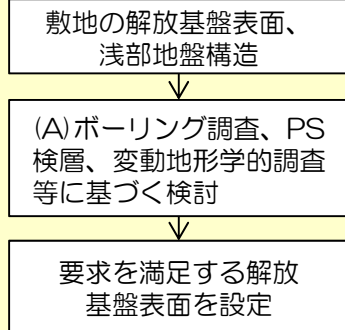 敷地の解放基盤表面、
浅部地盤構造
(A)ボーリング調査、PS
検層、変動地形学的調査
等に基づく検討
要求を満足する解放
基盤表面を設定